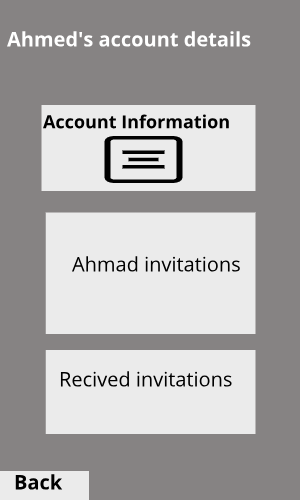 Ahmed's account details
Account Information
Ahmad invitations
Recived invitations
Back